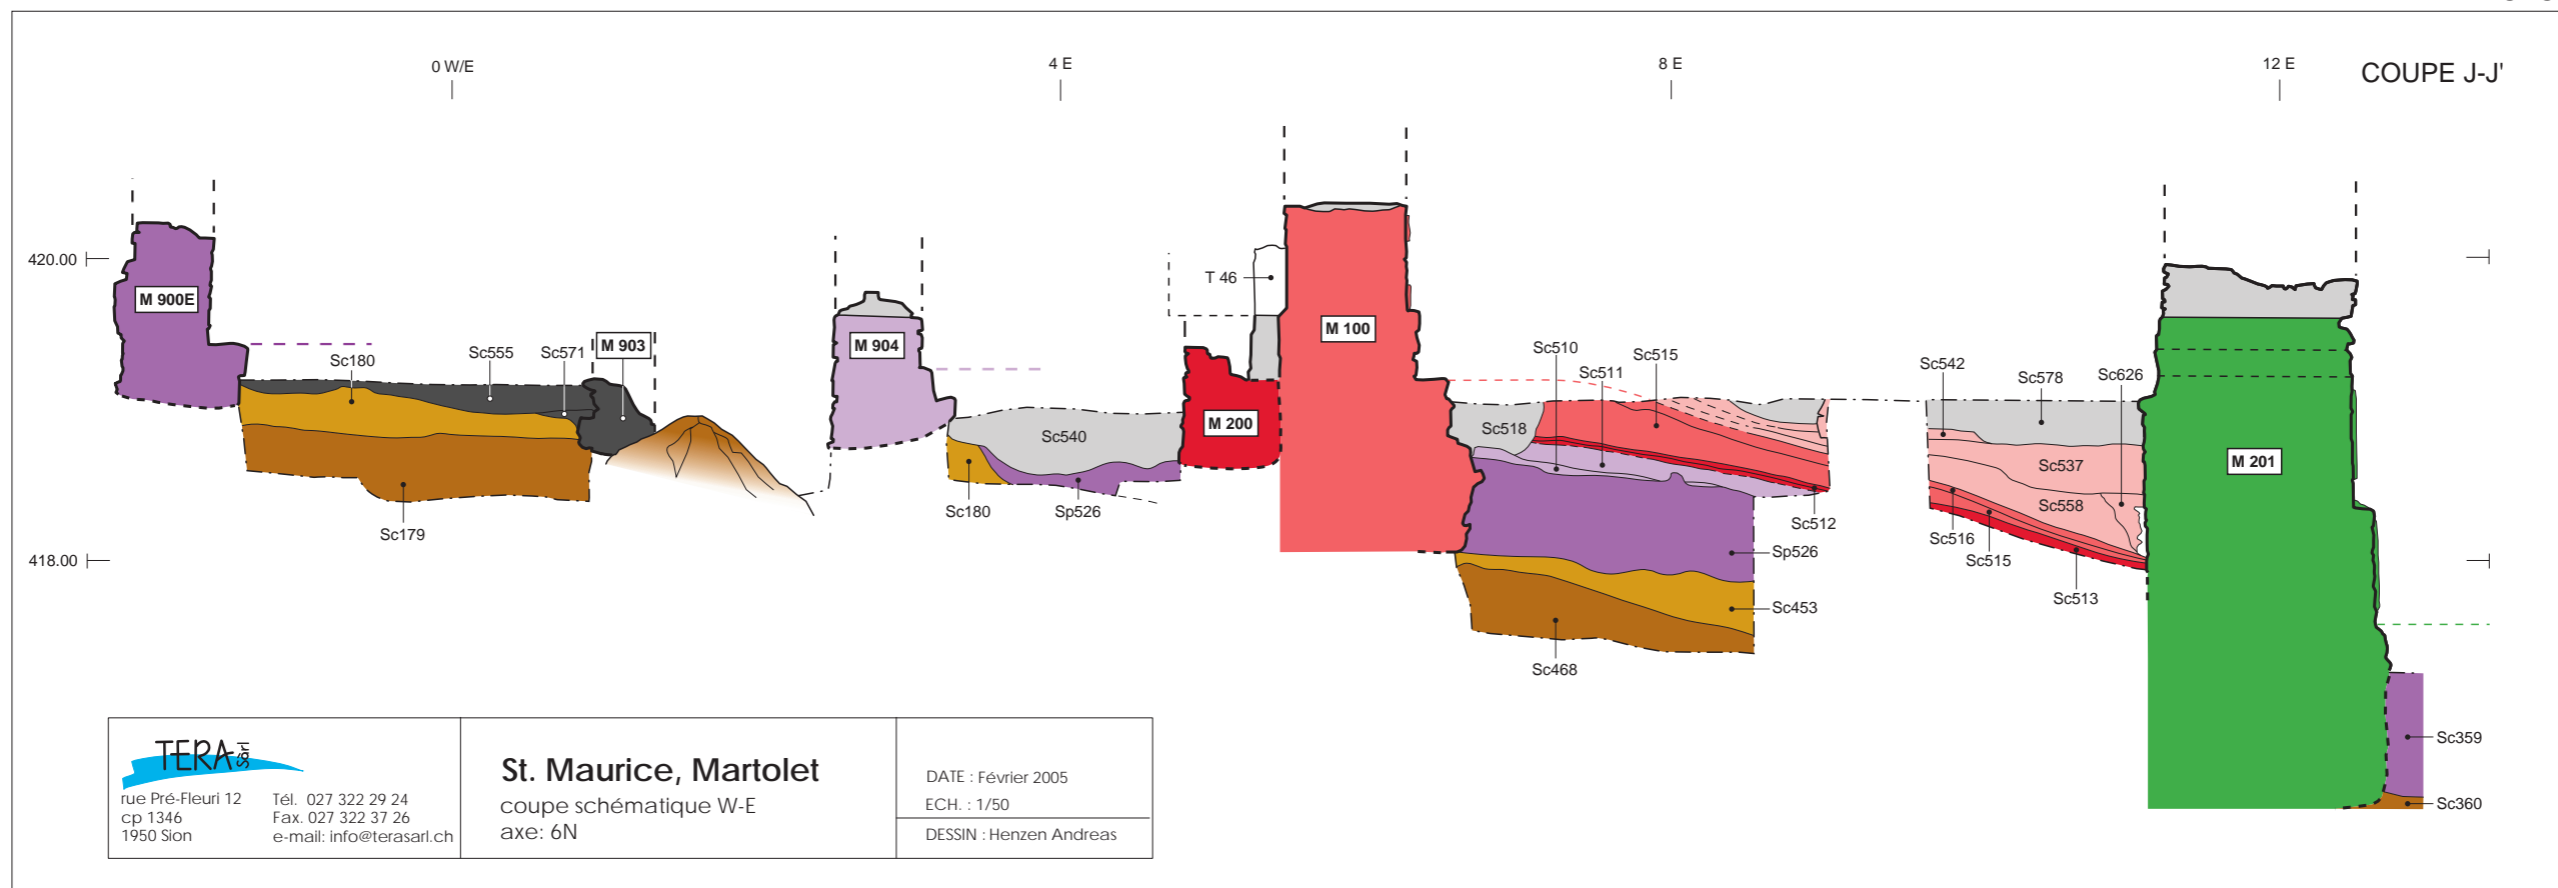 0 W/E
4 E
8 E
12 E
COUPE J-J'
420.00
418.00
M 900E
Sc180
Sc555
Sc571
M 903
Sc179
M 904
Sc540
Sc180
Sp526
T 46
M 200
M 100
Sc510
Sc511
Sc515
Sc518
Sc512
Sp526
Sc453
Sc468
Sc542
Sc578
Sc626
Sc537
Sc558
Sc516
Sc515
Sc513
M 201
Sc359
Sc360
TERA Sàrl
rue Pré-Fleuri 12
cp 1346
1950 Sion
Tél. 027 322 29 24
Fax. 027 322 37 26
e-mail: info@terasarl.ch
St. Maurice, Martolet
coupe schématique W-E
axe: 6N
DATE : Février 2005
ECH. : 1/50
DESSIN : Henzen Andreas